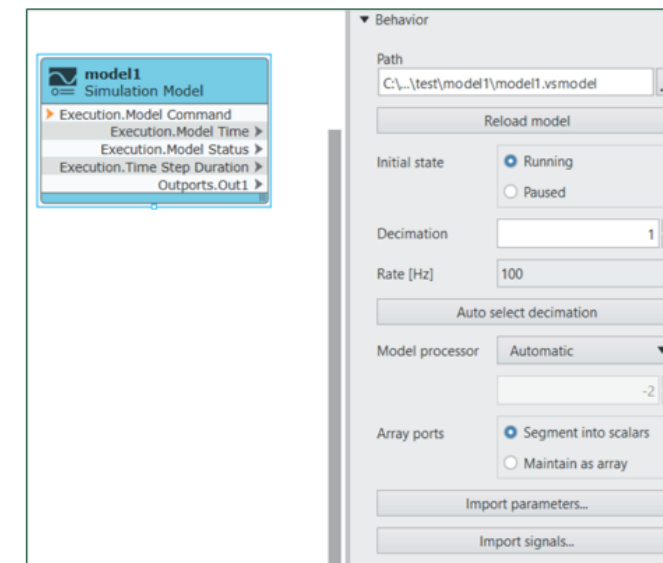 model1
Simulation Model
Execution.Model Command
Execution.Model Time
Execution.Model Status
Execution.Time Step Duration
Outports.Out1
Behavior
Path
C:\...\test\model1\model1.vsmodel
Reload model
Initial state
Running
Paused
Decimation 1
Rate [Hz] 100
Auto select decimation
Model processor Automatic
-2
Array ports
Segment into scalars
Maintain as array
Import parameters...
Import signals...